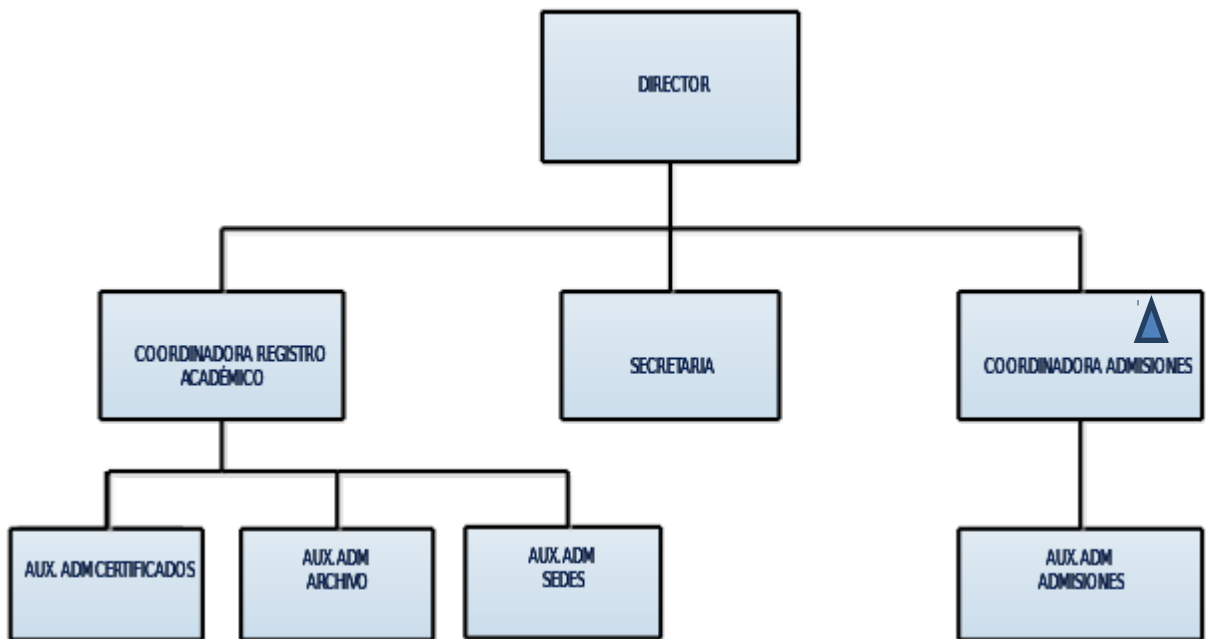 DIRECTOR
COORDINADORA REGISTRO
ACADÉMICO
SECRETARIA
COORDINADORA ADMISIONES
AUX. ADM CERTIFICADOS
AUX. ADM
ARCHIVO
AUX. ADM
SEDES
AUX. ADM
ADMISIONES